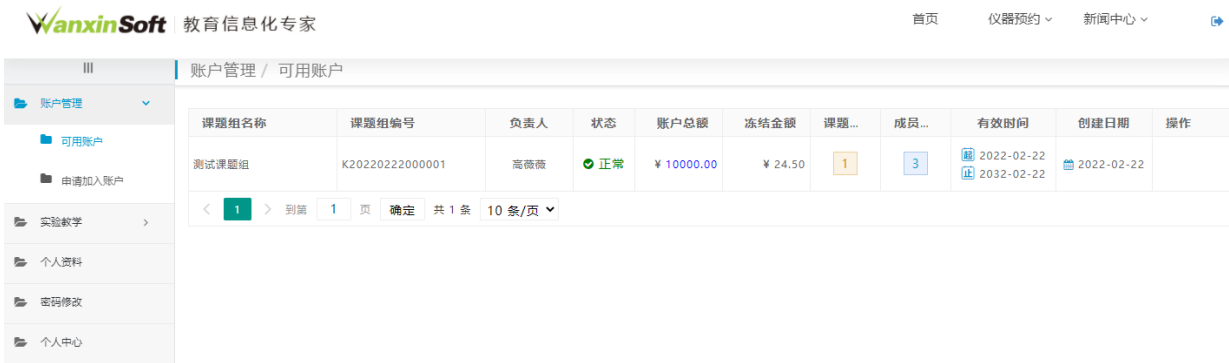 WanxinSoft 教育信息化专家 首页 仪器预约 新闻中心
账户管理 / 可用账户
账户管理
可用账户
申请加入账户
实验教学
个人资料
密码修改
个人中心
课题组名称 课题组编号 负责人 状态 账户总额 冻结金额 课题... 成员... 有效时间 创建日期 操作
测试课题组 K20220222000001 高薇薇 正常 ¥ 10000.00 ¥ 24.50 1 3 起 2022-02-22 2022-02-22
止 2032-02-22
1 到第 1 页 确定 共 1 条 10 条/页